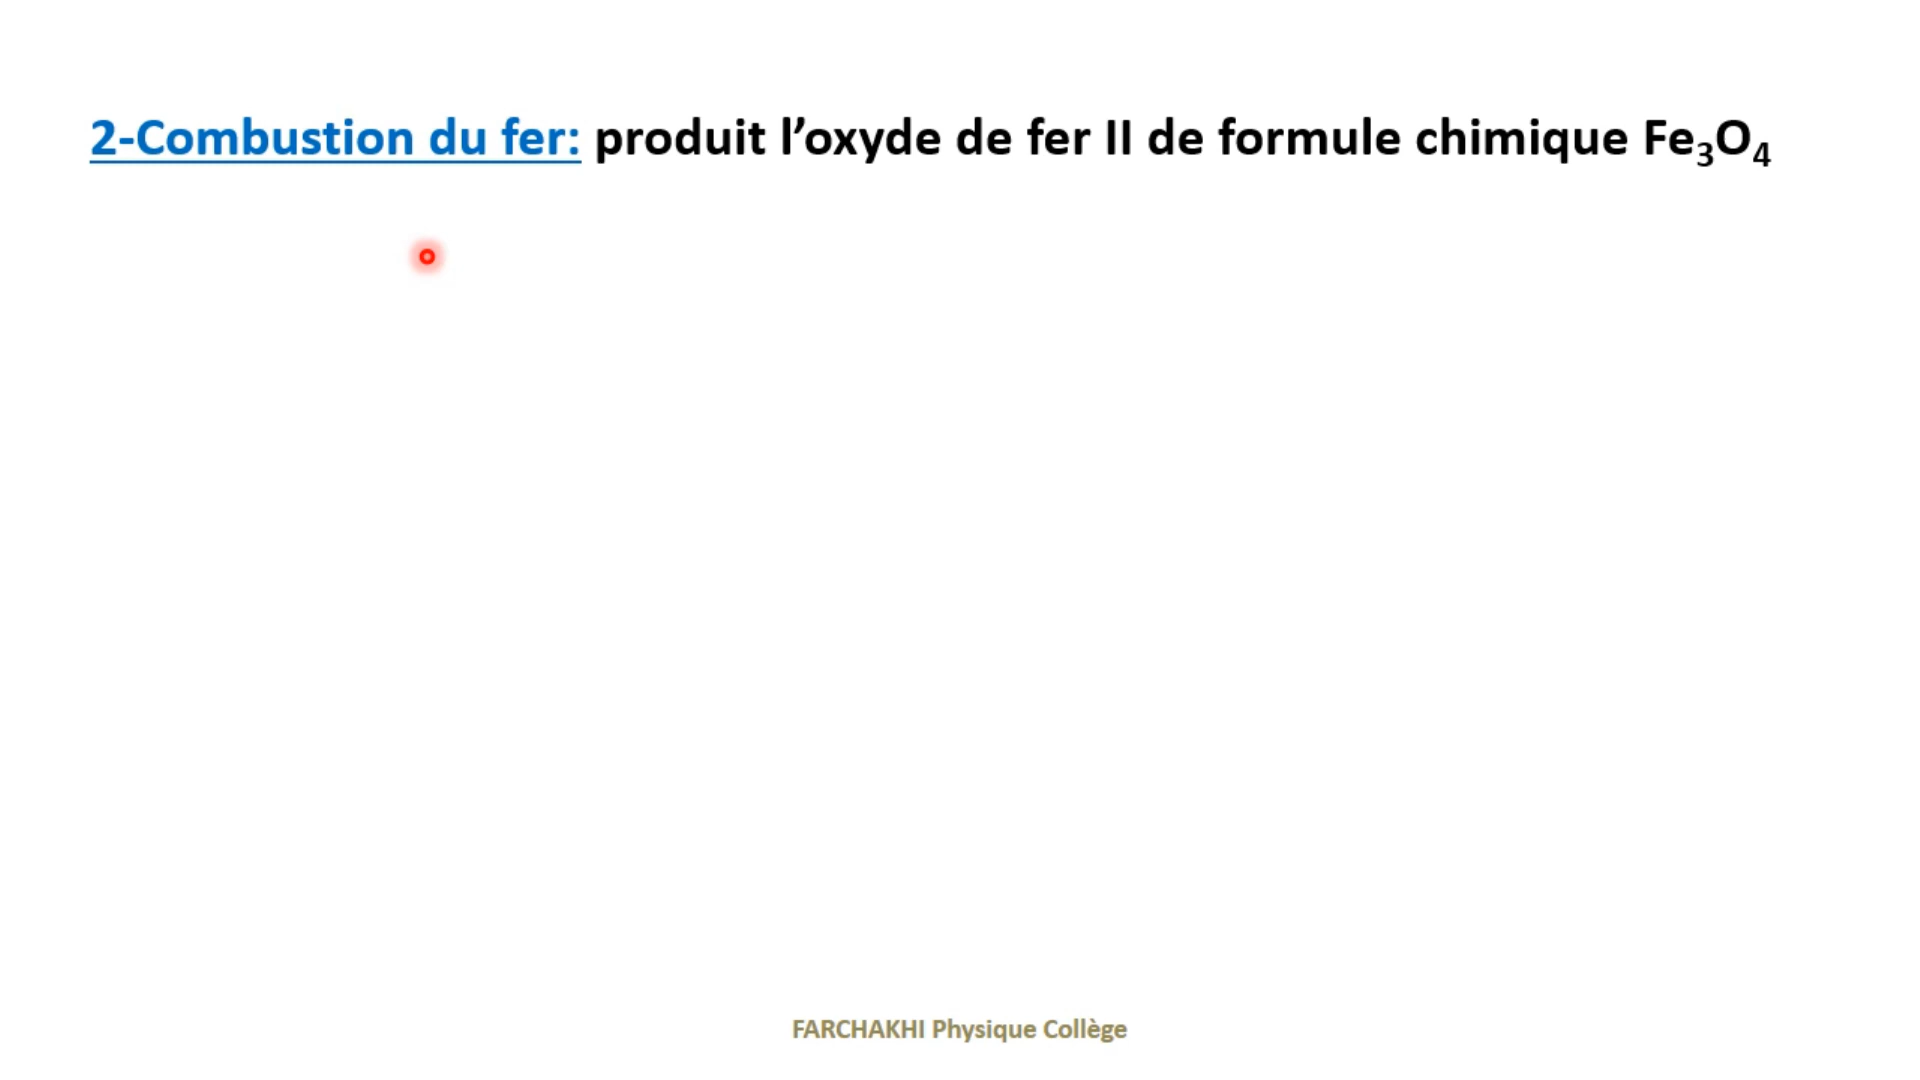 2-Combustion du fer: produit l’oxyde de fer II de formule chimique Fe₃O₄
FARCHAKHI Physique Collège